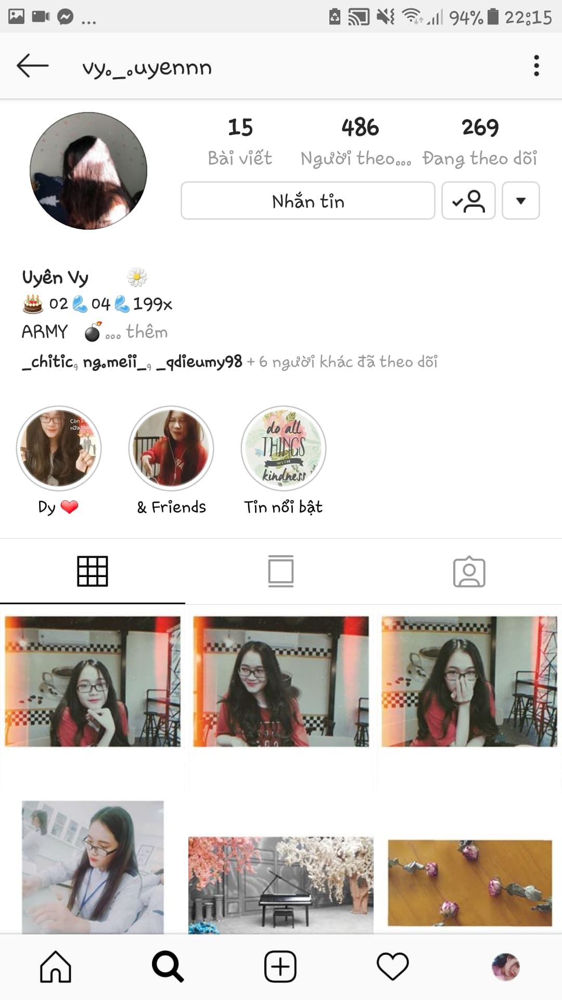 94% 22:15
vy._.uyennn
15 486 269
Bài viết Người theo... Đang theo dõi
Nhắn tin
Uyên Vy
02 04 199x
ARMY ... thêm
_chitic, ng.meii_, _qdieumy98 + 6 người khác đã theo dõi
do all
THINGS
WITH
kindness
Dy & Friends Tin nổi bật